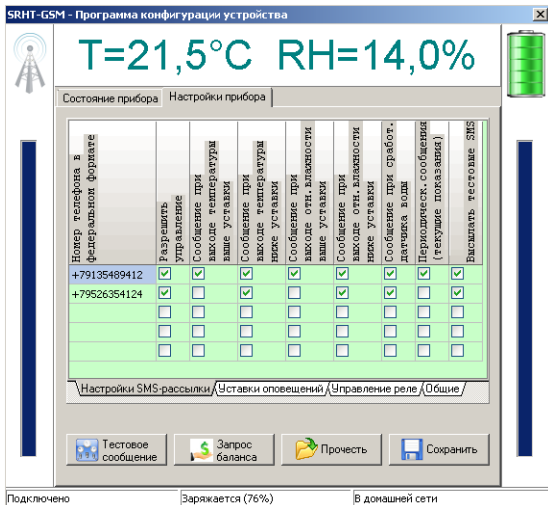 SRHT-GSM - Программа конфигурации устройства
T=21,5°C RH=14,0%
Состояние прибора
Настройки прибора
Номер телефона в
федеральном формате
Разрешить
управление
Сообщение при
выходе температуры
выше уставки
Сообщение при
выходе температуры
ниже уставки
Сообщение при
выходе отн.влажности
выше уставки
Сообщение при
выходе отн.влажности
ниже уставки
Сообщение при сработ.
датчика воды
Периодическ.сообщения
(текущие показания)
Высылать тестовые SMS
+79135489412
+79526354124
Настройки SMS-рассылки
Уставки оповещений
Управление реле
Общие
Тестовое
сообщение
Запрос
баланса
Прочесть
Сохранить
Подключено
Заряжается (76%)
В домашней сети